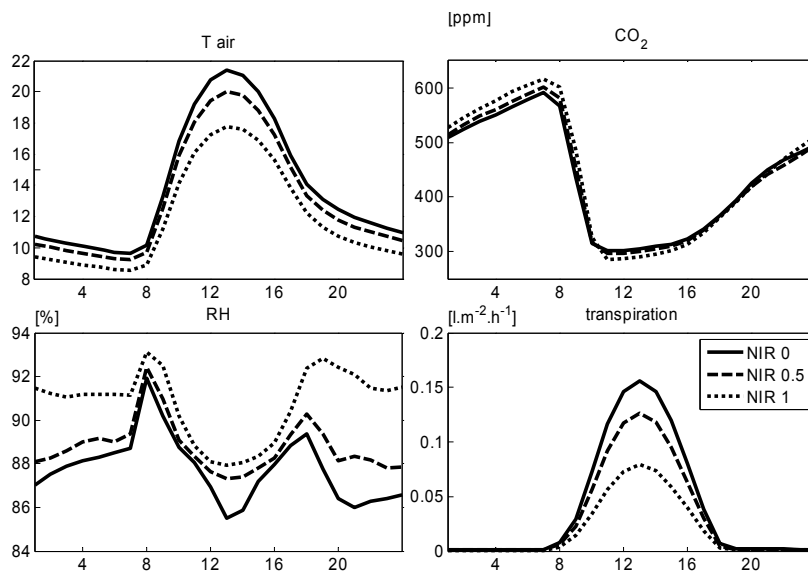 T air
22
20
18
16
14
12
10
8
4 8 12 16 20
[ppm]
CO2
600
500
400
300
4 8 12 16 20
[%]
RH
94
92
90
88
86
84
4 8 12 16 20
[l.m-2.h-1]
transpiration
0.2
0.15
0.1
0.05
0
4 8 12 16 20
NIR 0
NIR 0.5
NIR 1